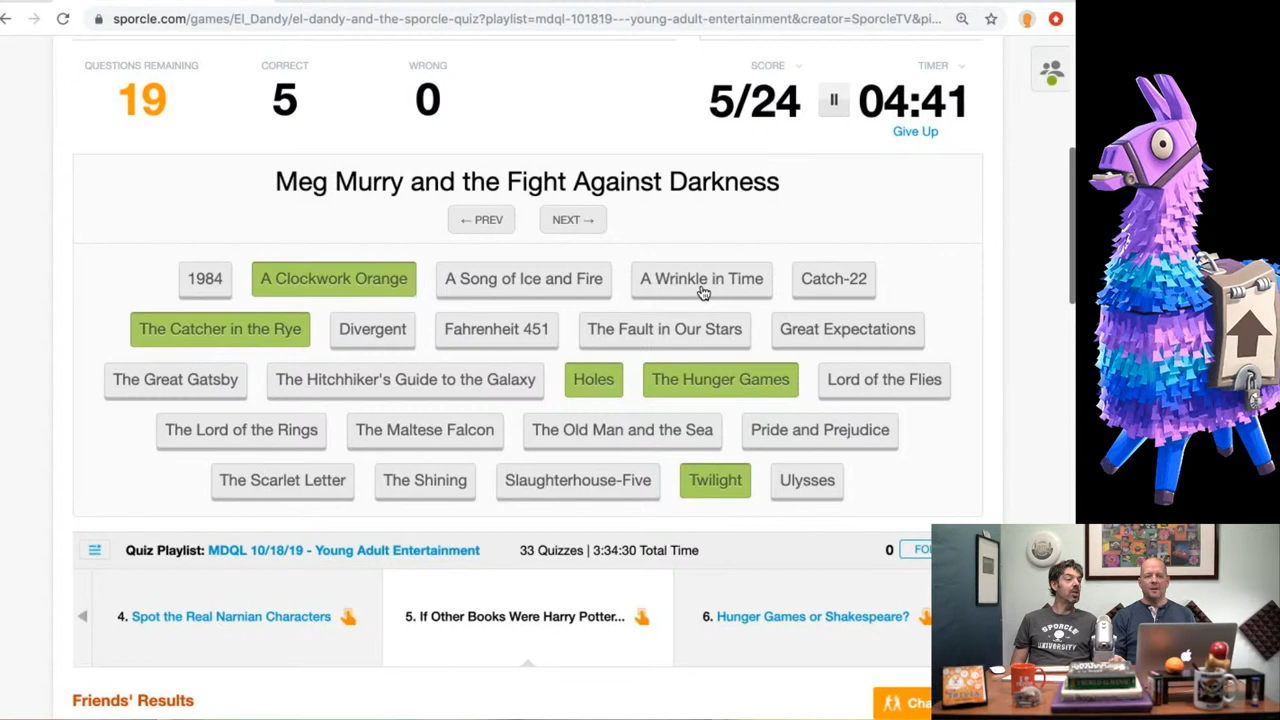 sporcle.com/games/El_Dandy/el-dandy-and-the-sporcle-quiz?playlist=mdql-101819---young-adult-entertainment&creator=SporcleTV&pi...
QUESTIONS REMAINING CORRECT WRONG SCORE TIMER
19 5 0 5/24 04:41
Give Up
Meg Murry and the Fight Against Darkness
← PREV NEXT →
1984 A Clockwork Orange A Song of Ice and Fire A Wrinkle in Time Catch-22
The Catcher in the Rye Divergent Fahrenheit 451 The Fault in Our Stars Great Expectations
The Great Gatsby The Hitchhiker's Guide to the Galaxy Holes The Hunger Games Lord of the Flies
The Lord of the Rings The Maltese Falcon The Old Man and the Sea Pride and Prejudice
The Scarlet Letter The Shining Slaughterhouse-Five Twilight Ulysses
Quiz Playlist: MDQL 10/18/19 - Young Adult Entertainment 33 Quizzes | 3:34:30 Total Time 0 FO
4. Spot the Real Narnian Characters 5. If Other Books Were Harry Potter... 6. Hunger Games or Shakespeare?
Friends' Results Cha
SPORCLE
UNIVERSITY